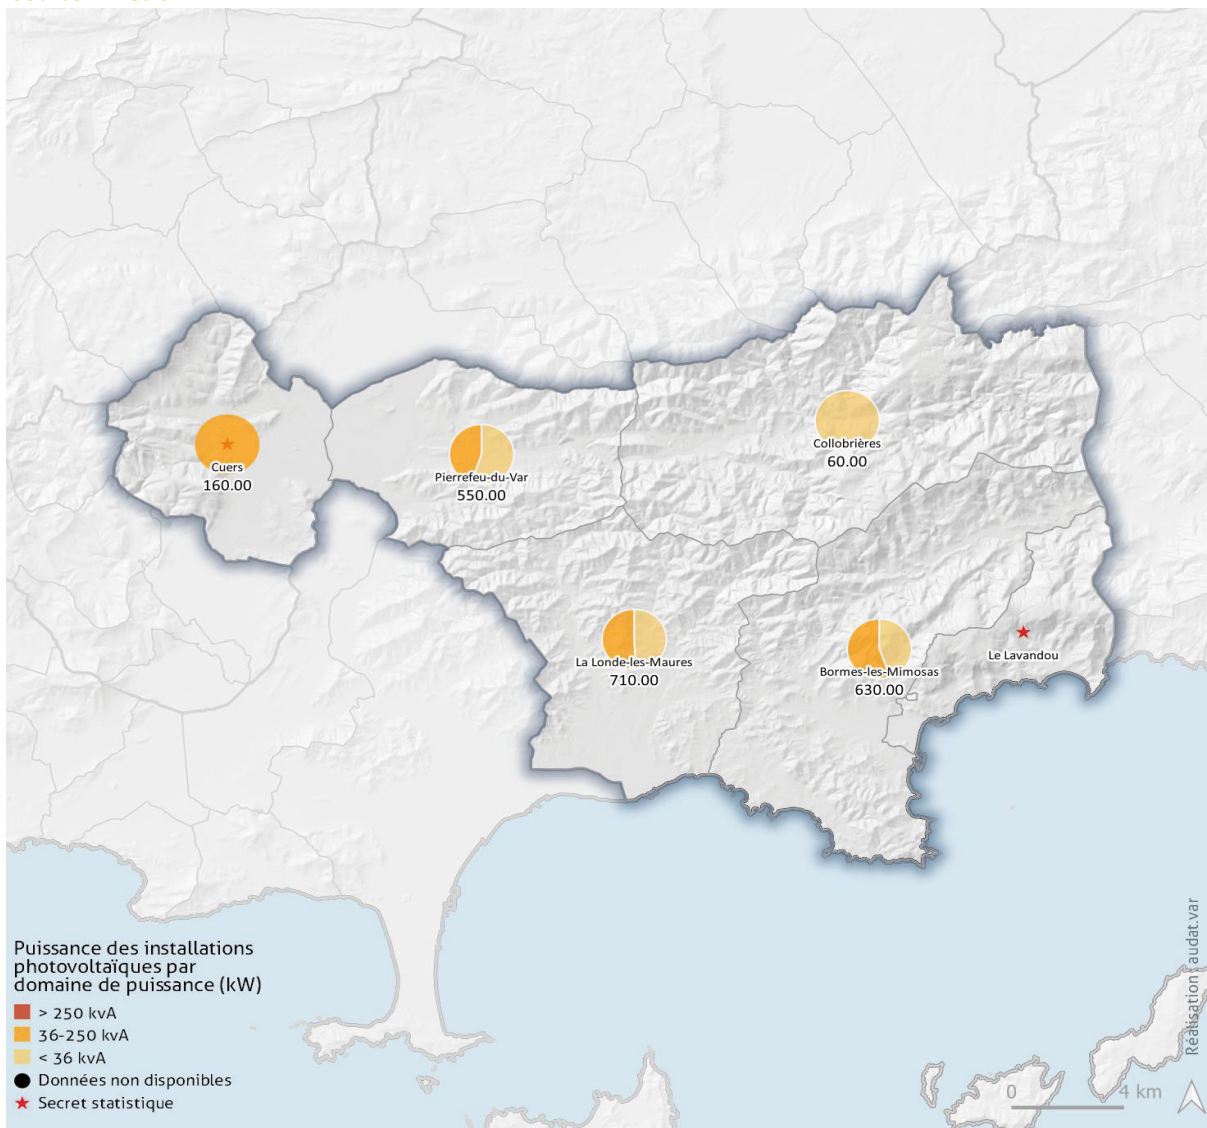 Cuers
160.00
Pierrefeu-du-Var
550.00
Collobrières
60.00
La Londe-les-Maures
710.00
Bormes-les-Mimosas
630.00
Le Lavandou
Puissance des installations
photovoltaïques par
domaine de puissance (kW)
> 250 kvA
36-250 kvA
< 36 kvA
Données non disponibles
Secret statistique
0 4 km
Réalisation : audat.var